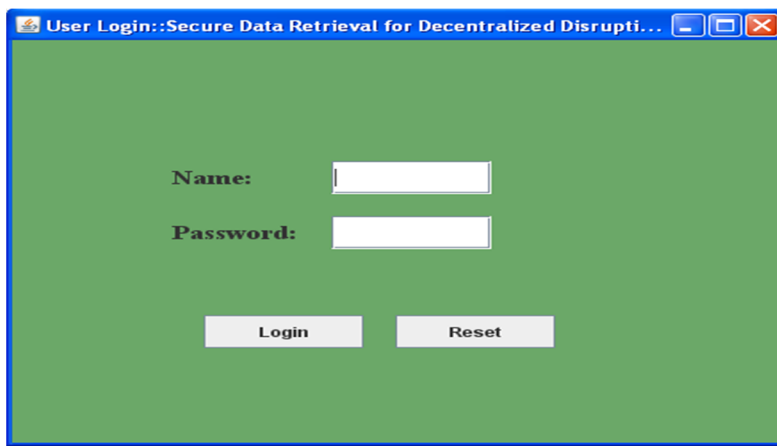 User Login::Secure Data Retrieval for Decentralized Disrupti...
Name:
Password:
Login
Reset